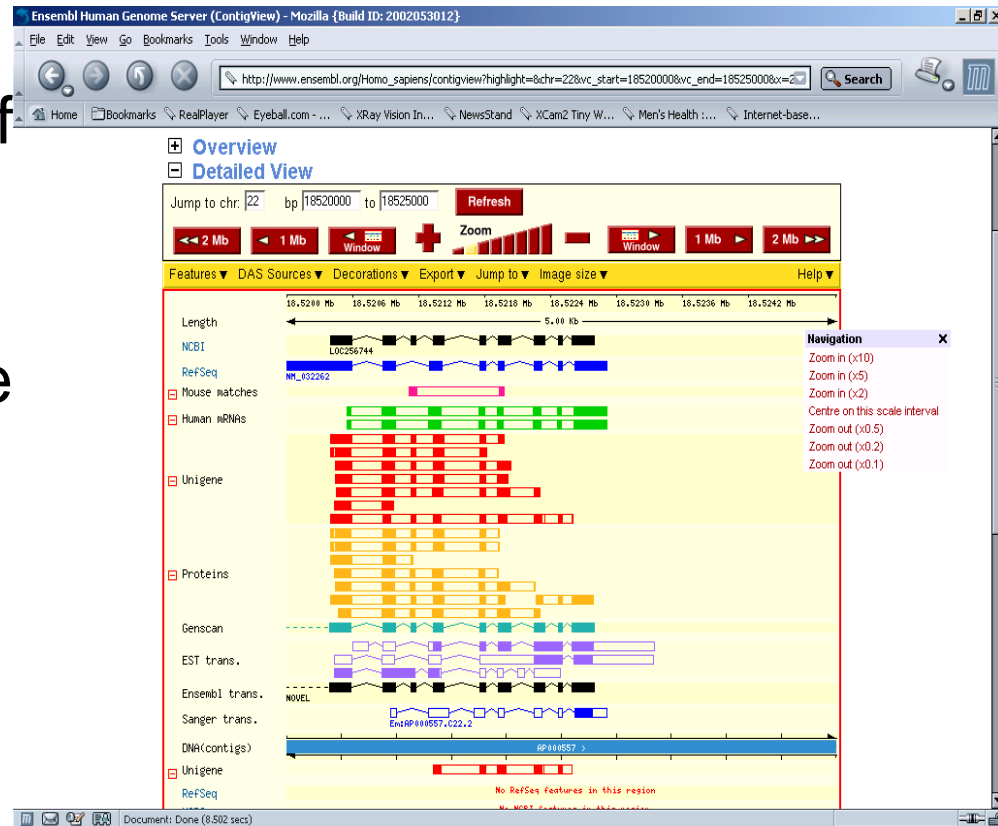 Ensembl Human Genome Server (ContigView) - Mozilla {Build ID: 2002053012}
File Edit View Go Bookmarks Tools Window Help
http://www.ensembl.org/Homo_sapiens/contigview?highlight=&chr=22&vc_start=18520000&vc_end=18525000&x=2 Search
f
Home Bookmarks RealPlayer Eyeball.com - ... XRay Vision In... NewsStand XCam2 Tiny W... Men's Health :... Internet-base...
Overview
Detailed View
Jump to chr: 22 bp 18520000 to 18525000 Refresh
◄◄ 2 Mb ◄ 1 Mb ◄ Window + Zoom - ► Window 1 Mb ► 2 Mb ►►
Features ▼ DAS Sources ▼ Decorations ▼ Export ▼ Jump to ▼ Image size ▼ Help ▼
18.5200 Mb 18.5206 Mb 18.5212 Mb 18.5218 Mb 18.5224 Mb 18.5230 Mb 18.5236 Mb 18.5242 Mb
Length 5.00 Kb
NCBI
LOC256744
RefSeq
NM_032262
e
Mouse matches
Human mRNAs
Unigene
Proteins
Genscan
EST trans.
Ensembl trans.
NOVEL
Sanger trans.
Em:AP000557.C22.2
DNA(contigs) AP000557 >
Unigene
RefSeq No RefSeq features in this region
Navigation X
Zoom in (x10)
Zoom in (x5)
Zoom in (x2)
Centre on this scale interval
Zoom out (x0.5)
Zoom out (x0.2)
Zoom out (x0.1)
Document: Done (8.502 secs)